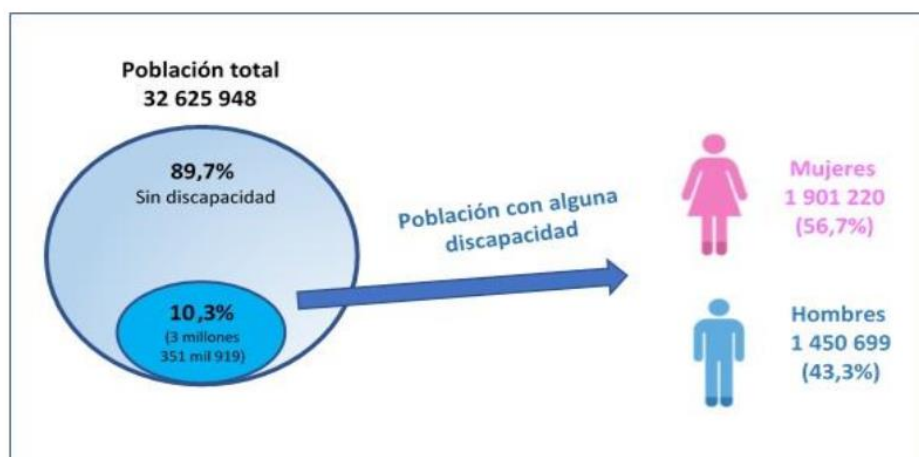 Población total
32 625 948
89,7%
Sin discapacidad
10,3%
(3 millones
351 mil 919)
Población con alguna
discapacidad
Mujeres
1 901 220
(56,7%)
Hombres
1 450 699
(43,3%)